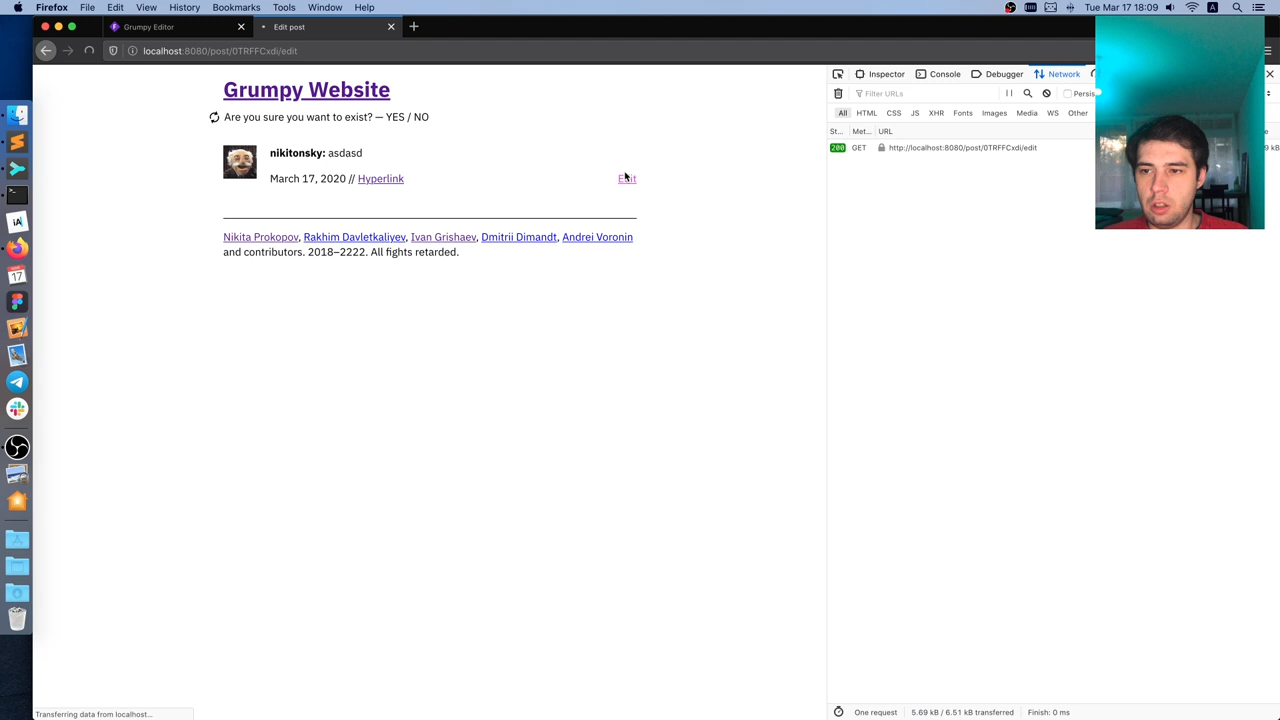 Firefox File Edit View History Bookmarks Tools Window Help
Tue 18:09
Grumpy Editor
Edit post
localhost:8080/post/0TRFFCxdi/edit
Grumpy Website
Are you sure you want to exist? — YES / NO
nikitonsky: asdasd
March 17, 2020 // Hyperlink
Edit
Nikita Prokopov, Rakhim Davletkaliyev, Ivan Grishaev, Dmitrii Dimandt, Andrei Voronin
and contributors. 2018–2222. All fights retarded.
Inspector Console Debugger Network
Filter URLs
All HTML CSS JS XHR Fonts Images Media WS Other
St... Met... URL
200 GET http://localhost:8080/post/0TRFFCxdi/edit
One request 5.69 kB / 6.51 kB transferred Finish: 0 ms
Transferring data from localhost...
iA
17